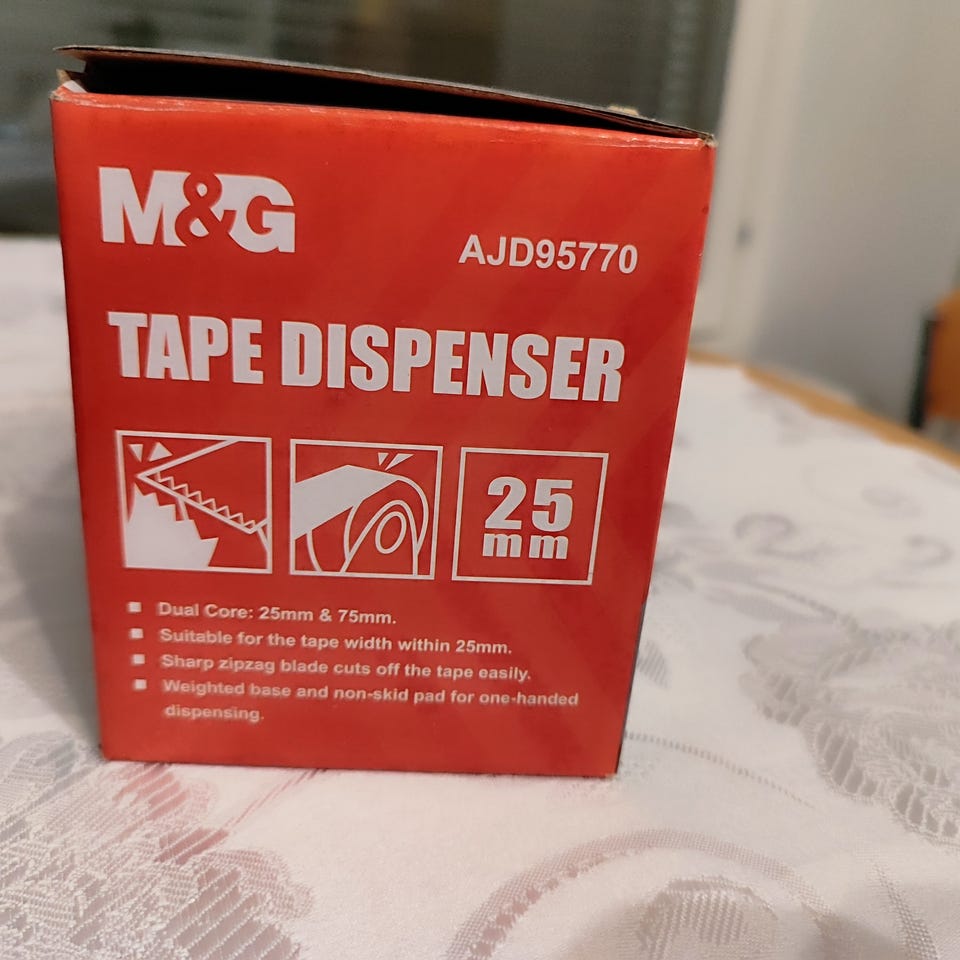 M&G
AJD95770
TAPE DISPENSER
25
mm
Dual Core: 25mm & 75mm.
Suitable for the tape width within 25mm.
Sharp zipzag blade cuts off the tape easily.
Weighted base and non-skid pad for one-handed
dispensing.